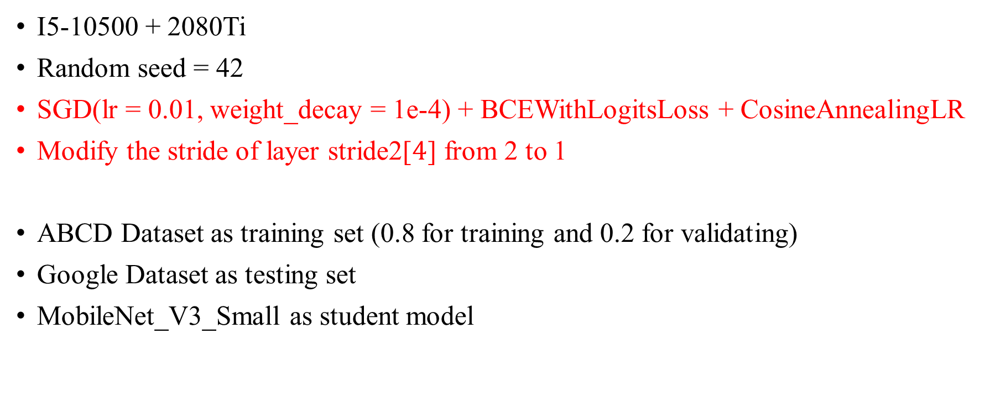 • I5-10500 + 2080Ti
• Random seed = 42
• SGD(lr = 0.01, weight_decay = 1e-4) + BCEWithLogitsLoss + CosineAnnealingLR
• Modify the stride of layer stride2[4] from 2 to 1
• ABCD Dataset as training set (0.8 for training and 0.2 for validating)
• Google Dataset as testing set
• MobileNet_V3_Small as student model